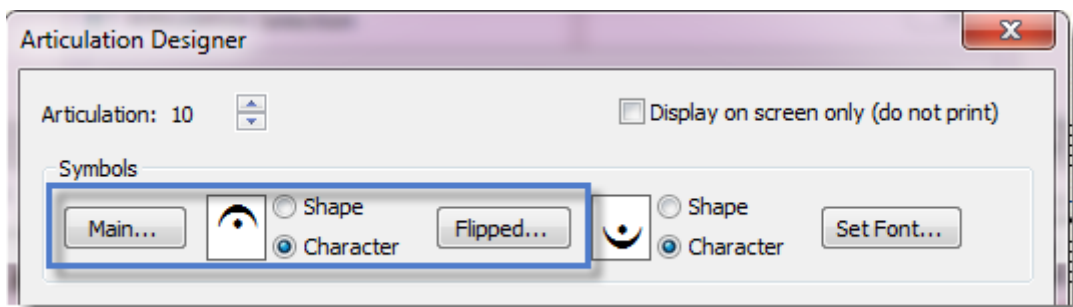 Articulation Designer
Articulation: 10 Display on screen only (do not print)
Symbols
Main... Shape Flipped... Shape Set Font...
Character Character